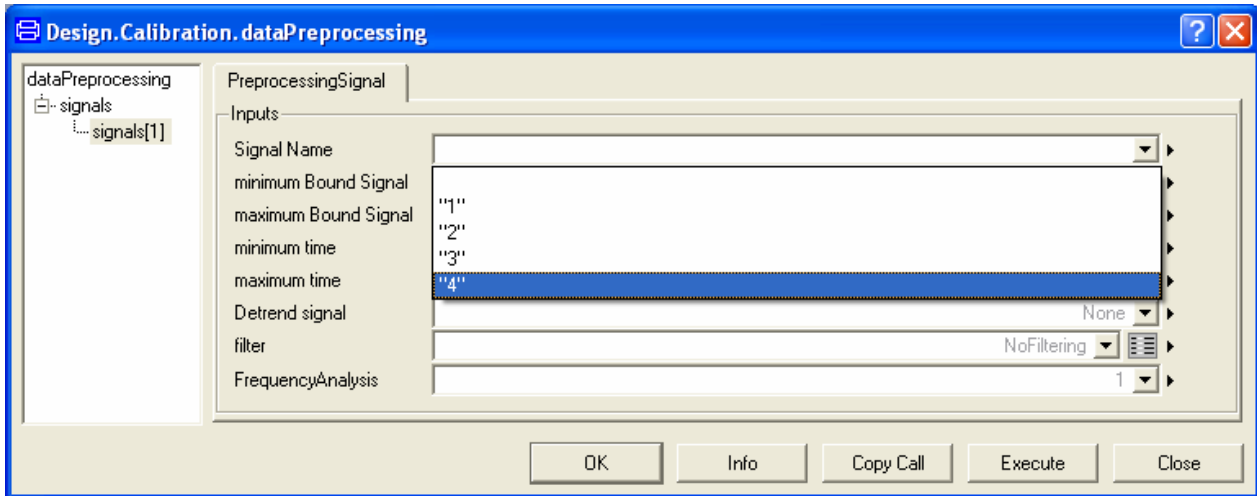 Design.Calibration.dataPreprocessing
dataPreprocessing
signals
signals[1]
PreprocessingSignal
Inputs
Signal Name
minimum Bound Signal
maximum Bound Signal
"1"
"2"
minimum time
"3"
maximum time
"4"
Detrend signal None
filter NoFiltering
FrequencyAnalysis 1
OK Info Copy Call Execute Close